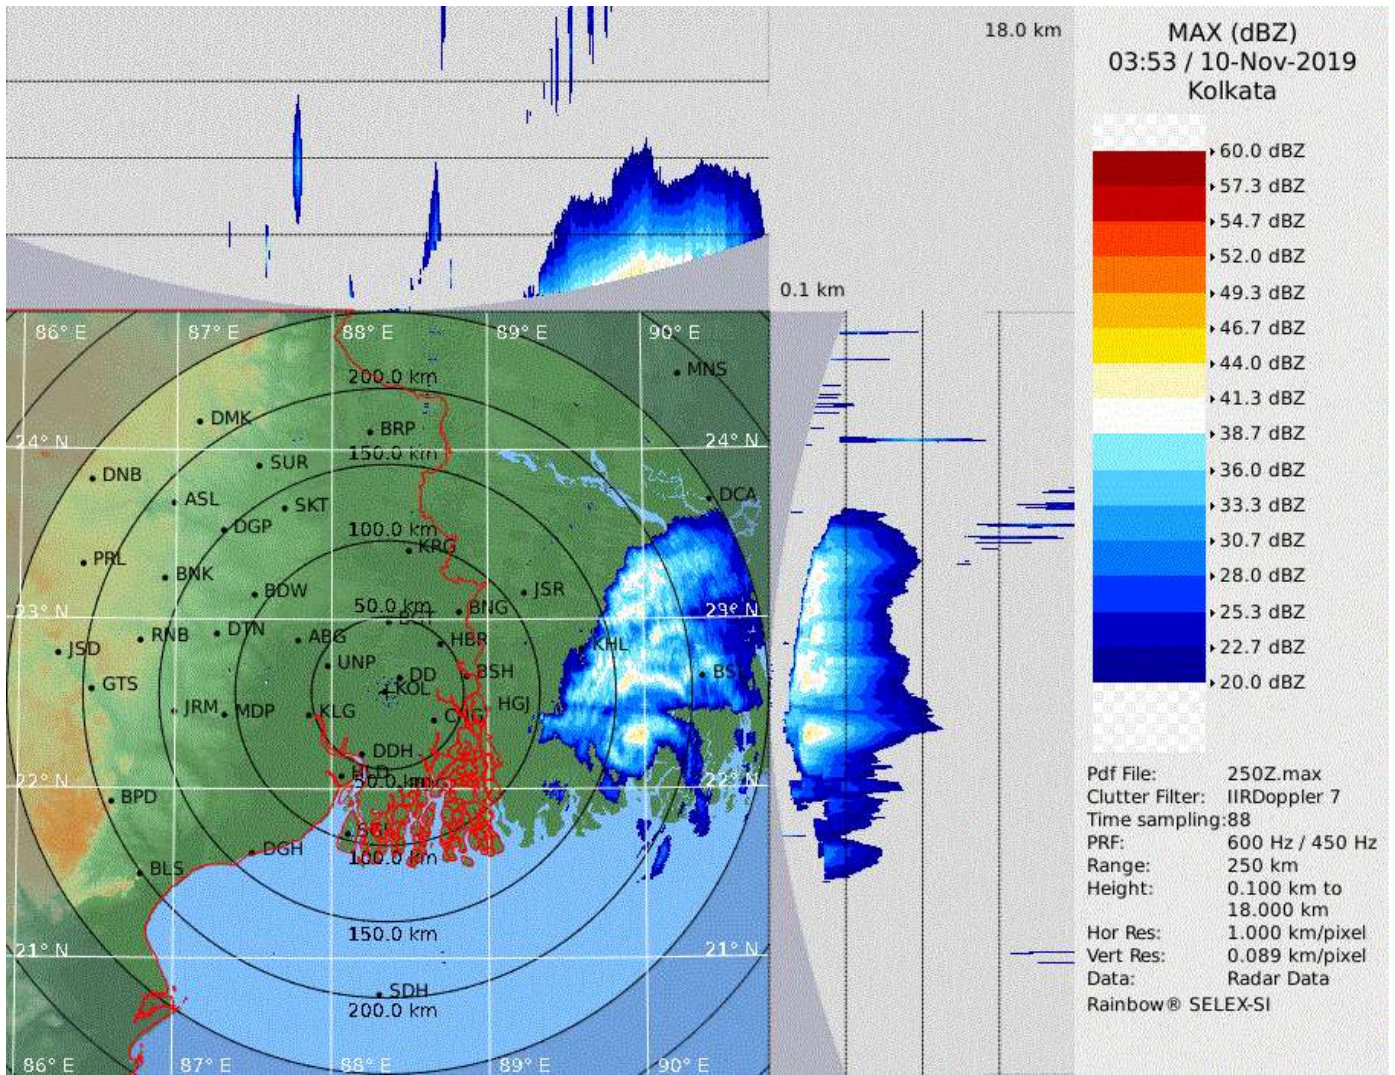 18.0 km
0.1 km
MAX (dBZ)
03:53 / 10-Nov-2019
Kolkata
60.0 dBZ
57.3 dBZ
54.7 dBZ
52.0 dBZ
49.3 dBZ
46.7 dBZ
44.0 dBZ
41.3 dBZ
38.7 dBZ
36.0 dBZ
33.3 dBZ
30.7 dBZ
28.0 dBZ
25.3 dBZ
22.7 dBZ
20.0 dBZ
Pdf File: 250Z.max
Clutter Filter: IIRDoppler 7
Time sampling:88
PRF: 600 Hz / 450 Hz
Range: 250 km
Height: 0.100 km to
18.000 km
Hor Res: 1.000 km/pixel
Vert Res: 0.089 km/pixel
Data: Radar Data
Rainbow® SELEX-SI
86° E 87° E 88° E 89° E 90° E
MNS
200.0 km
DMK
BRP
24° N 24° N
150.0 km
SUR
DNB
ASL
SKT
DCA
DGP
100.0 km
KRG
PRL
BNK
BDW
JSR
50.0 km
BNG
23° N
RNB
DTN
ABG
HBR
KHL
JSD
UNP
DD
BSH
GTS
KOL
JRM
MDP
KLG
HGJ
DDH
22° N 22° N
50.0 km
BPD
DGH
100.0 km
BLS
150.0 km
21° N 21° N
SDH
200.0 km
86° E 87° E 88° E 89° E 90° E